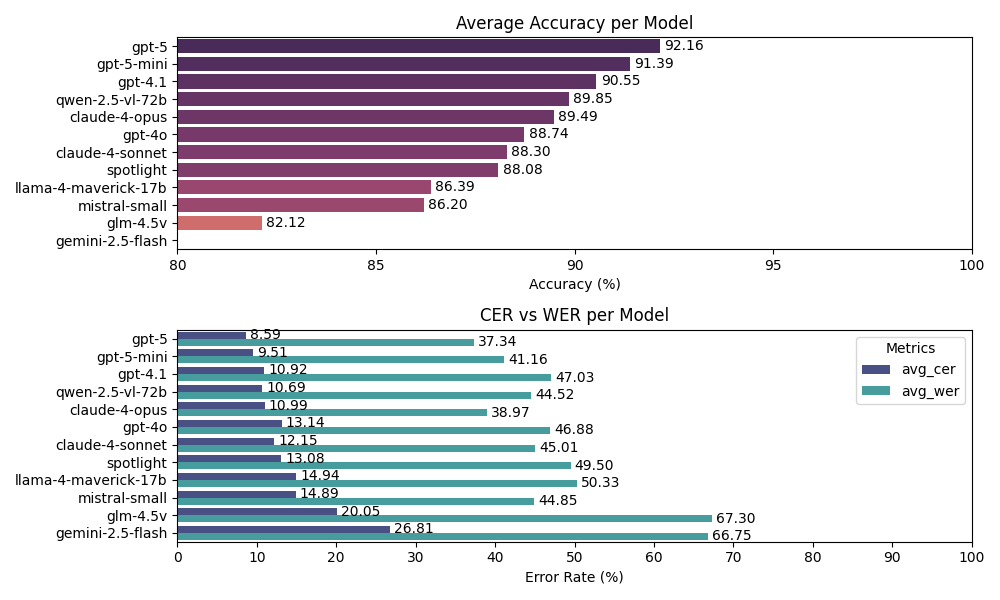 Average Accuracy per Model
gpt-5 92.16
gpt-5-mini 91.39
gpt-4.1 90.55
qwen-2.5-vl-72b 89.85
claude-4-opus 89.49
gpt-4o 88.74
claude-4-sonnet 88.30
spotlight 88.08
llama-4-maverick-17b 86.39
mistral-small 86.20
glm-4.5v 82.12
gemini-2.5-flash
80 85 90 95 100
Accuracy (%)
CER vs WER per Model
Metrics
avg_cer
avg_wer
gpt-5 8.59 37.34
gpt-5-mini 9.51 41.16
gpt-4.1 10.92 47.03
qwen-2.5-vl-72b 10.69 44.52
claude-4-opus 10.99 38.97
gpt-4o 13.14 46.88
claude-4-sonnet 12.15 45.01
spotlight 13.08 49.50
llama-4-maverick-17b 14.94 50.33
mistral-small 14.89 44.85
glm-4.5v 20.05 67.30
gemini-2.5-flash 26.81 66.75
0 10 20 30 40 50 60 70 80 90 100
Error Rate (%)